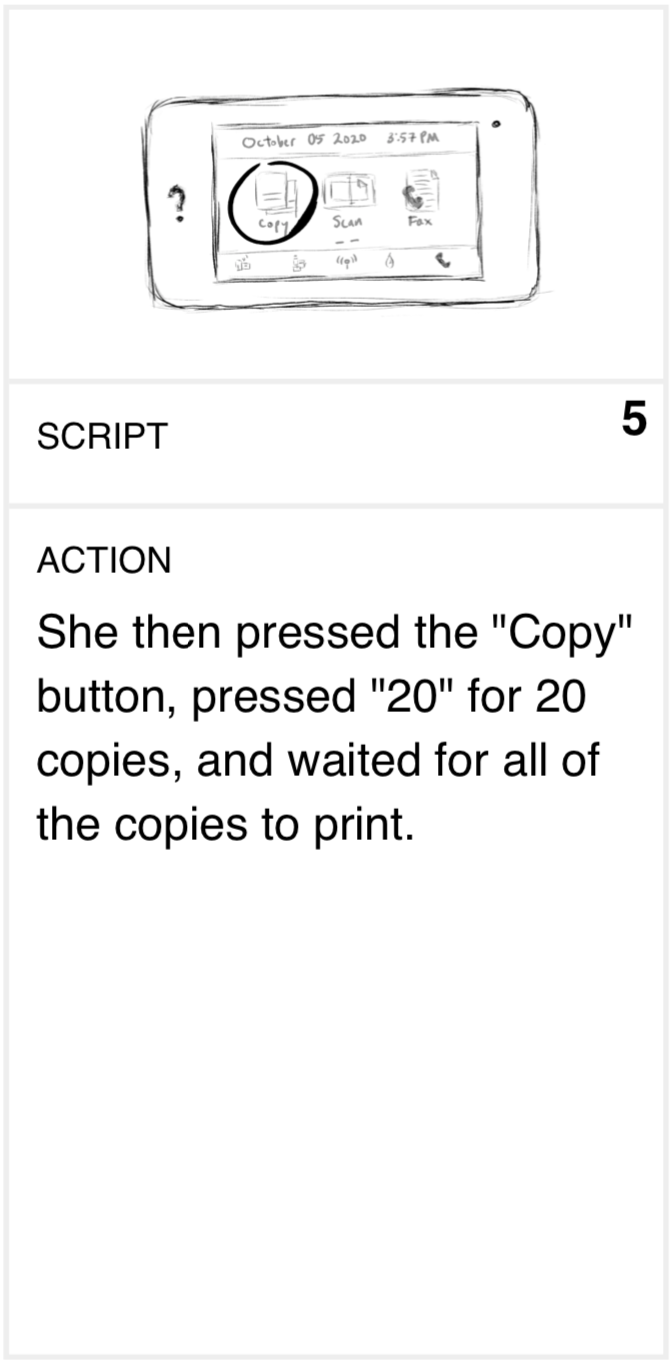 October 05 2020 3:57 PM
?
Copy Scan Fax
SCRIPT
5
ACTION
She then pressed the "Copy"
button, pressed "20" for 20
copies, and waited for all of
the copies to print.